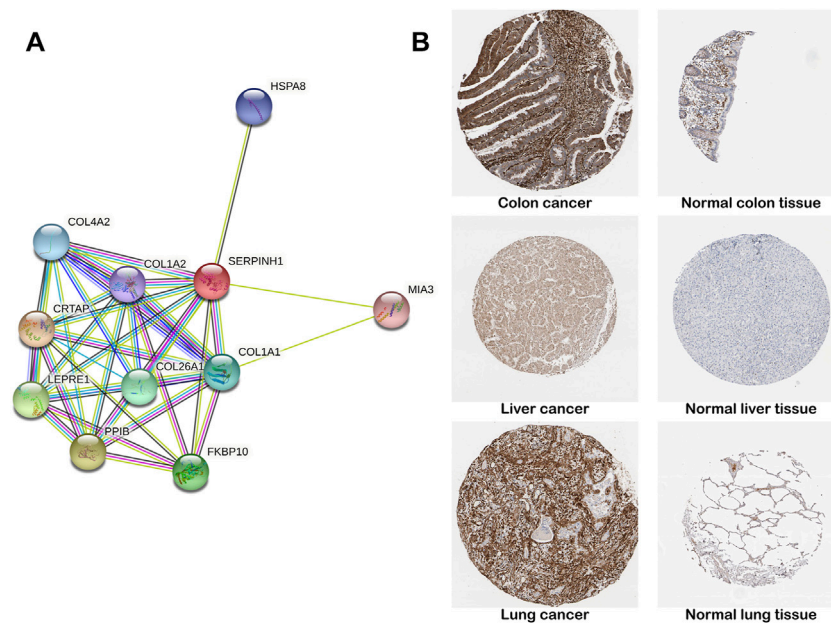 A
B
HSPA8
COL4A2
COL1A2
SERPINH1
MIA3
CRTAP
COL26A1
COL1A1
LEPRE1
PPIB
FKBP10
Colon cancer
Normal colon tissue
Liver cancer
Normal liver tissue
Lung cancer
Normal lung tissue